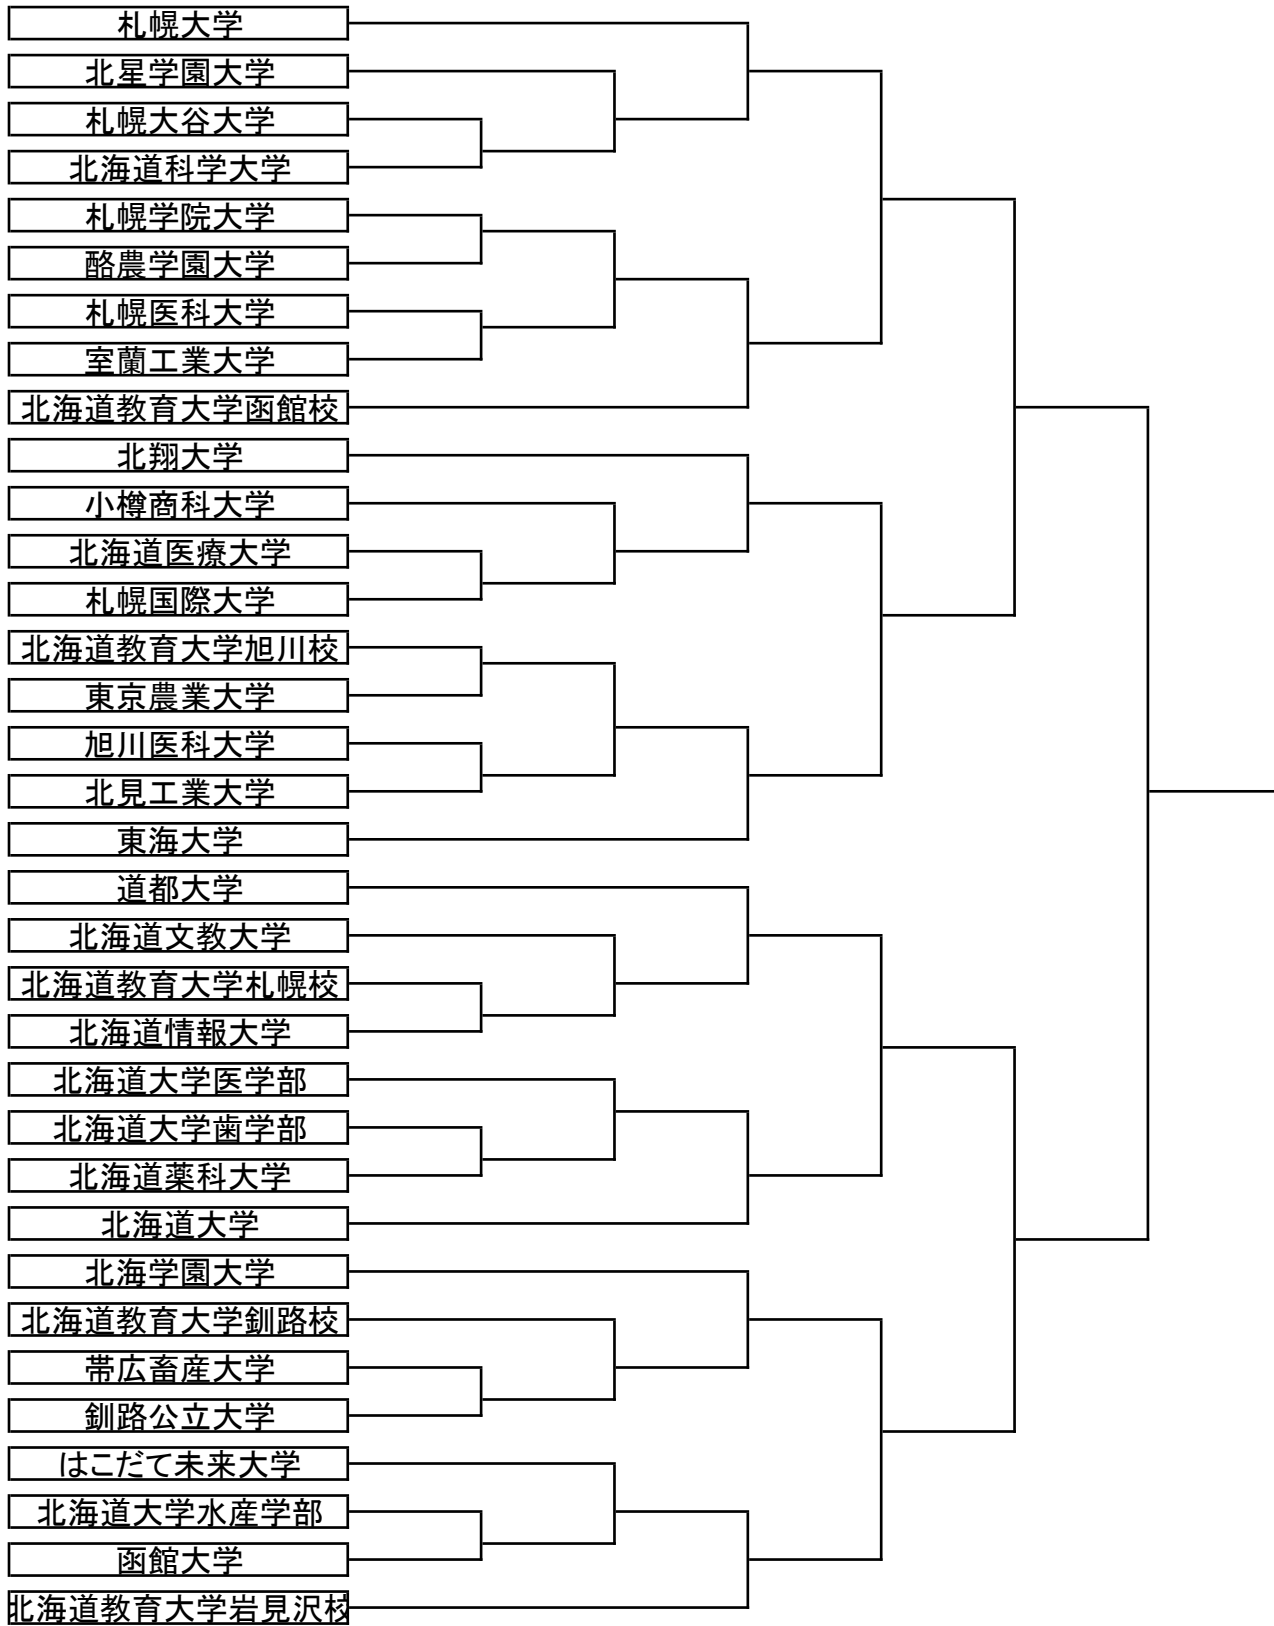 札幌大学
北星学園大学
札幌大谷大学
北海道科学大学
札幌学院大学
酪農学園大学
札幌医科大学
室蘭工業大学
北海道教育大学函館校
北翔大学
小樽商科大学
北海道医療大学
札幌国際大学
北海道教育大学旭川校
東京農業大学
旭川医科大学
北見工業大学
東海大学
道都大学
北海道文教大学
北海道教育大学札幌校
北海道情報大学
北海道大学医学部
北海道大学歯学部
北海道薬科大学
北海道大学
北海学園大学
北海道教育大学釧路校
帯広畜産大学
釧路公立大学
はこだて未来大学
北海道大学水産学部
函館大学
北海道教育大学岩見沢校